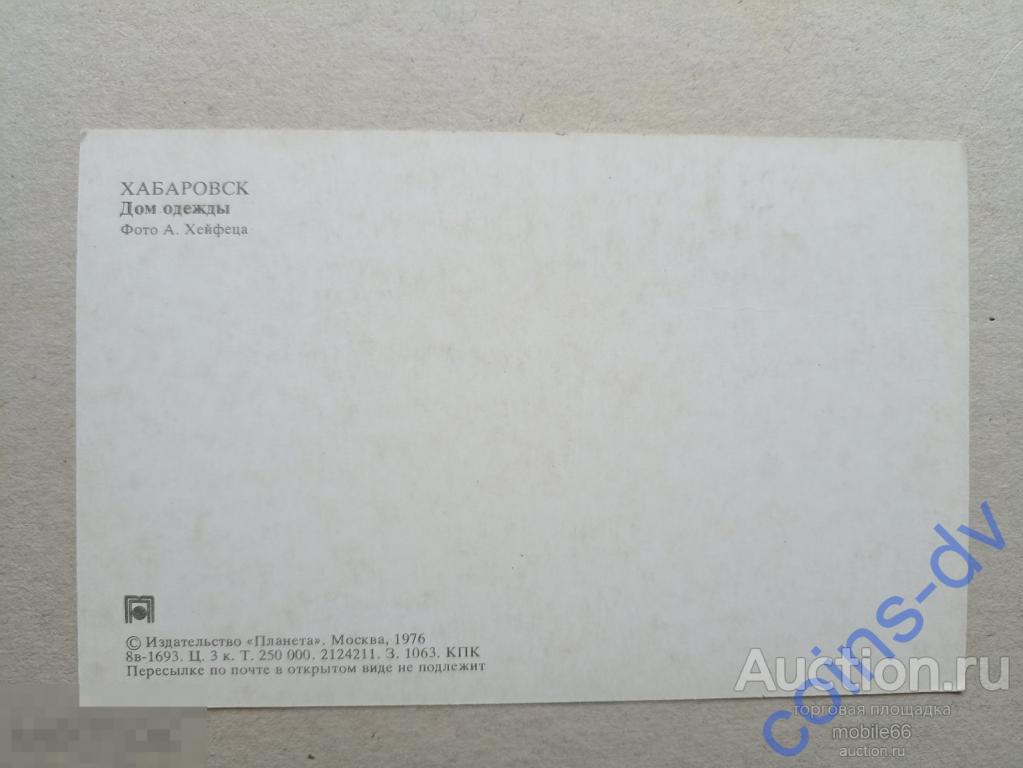 ХАБАРОВСК
Дом одежды
Фото А. Хейфеца
© Издательство «Планета». Москва, 1976
8в-1693. Ц. 3 к. Т. 250 000. 2124211. З. 1063. КПК
Пересылке по почте в открытом виде не подлежит
coins-dv
Auction.ru
торговая площадка
mobile66
auction.ru